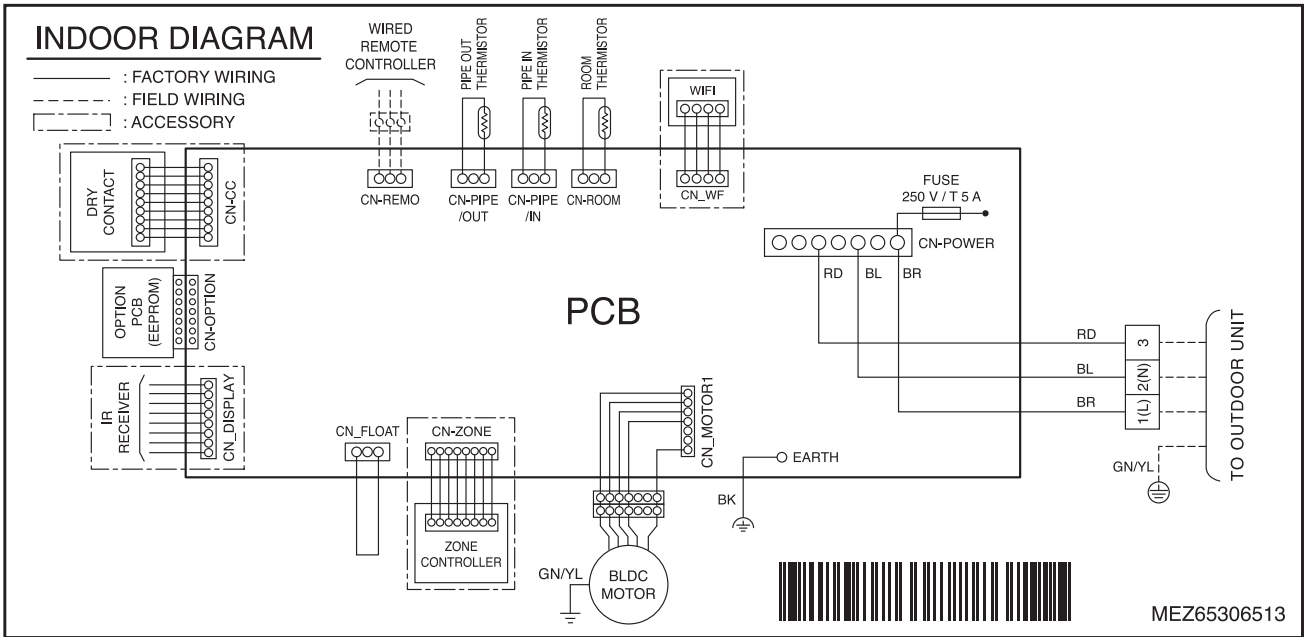 INDOOR DIAGRAM
: FACTORY WIRING
: FIELD WIRING
: ACCESSORY
WIRED
REMOTE
CONTROLLER
PIPE OUT
THERMISTOR
PIPE IN
THERMISTOR
ROOM
THERMISTOR
WIFI
CN-REMO
CN-PIPE
/OUT
CN-PIPE
/IN
CN-ROOM
CN_WF
DRY
CONTACT
CN-CC
FUSE
250 V / T 5 A
CN-POWER
RD
BL
BR
OPTION
PCB
(EEPROM)
CN-OPTION
PCB
RD
BL
BR
3
2(N)
1(L)
TO OUTDOOR UNIT
GN/YL
IR
RECEIVER
CN_DISPLAY
CN_FLOAT
CN-ZONE
ZONE
CONTROLLER
CN_MOTOR1
EARTH
BK
GN/YL
BLDC
MOTOR
MEZ65306513